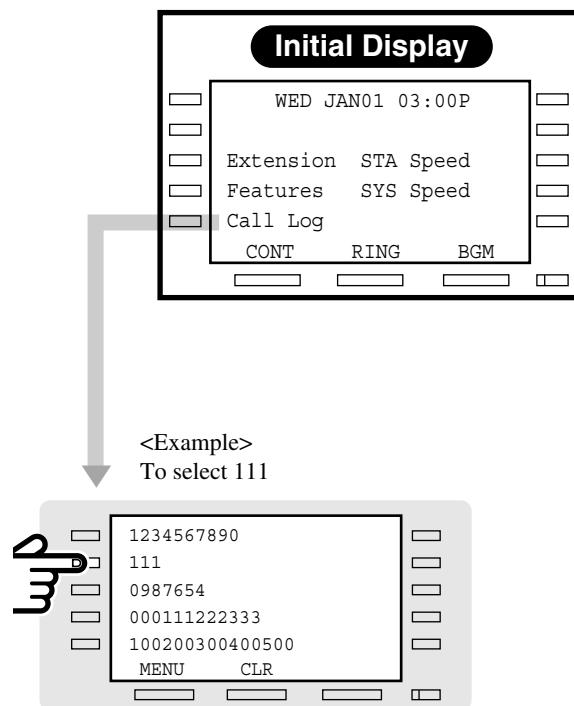 Initial Display
WED JAN01 03:00P
Extension STA Speed
Features SYS Speed
Call Log
CONT RING BGM
<Example>
To select 111
1234567890
111
0987654
000111222333
100200300400500
MENU CLR